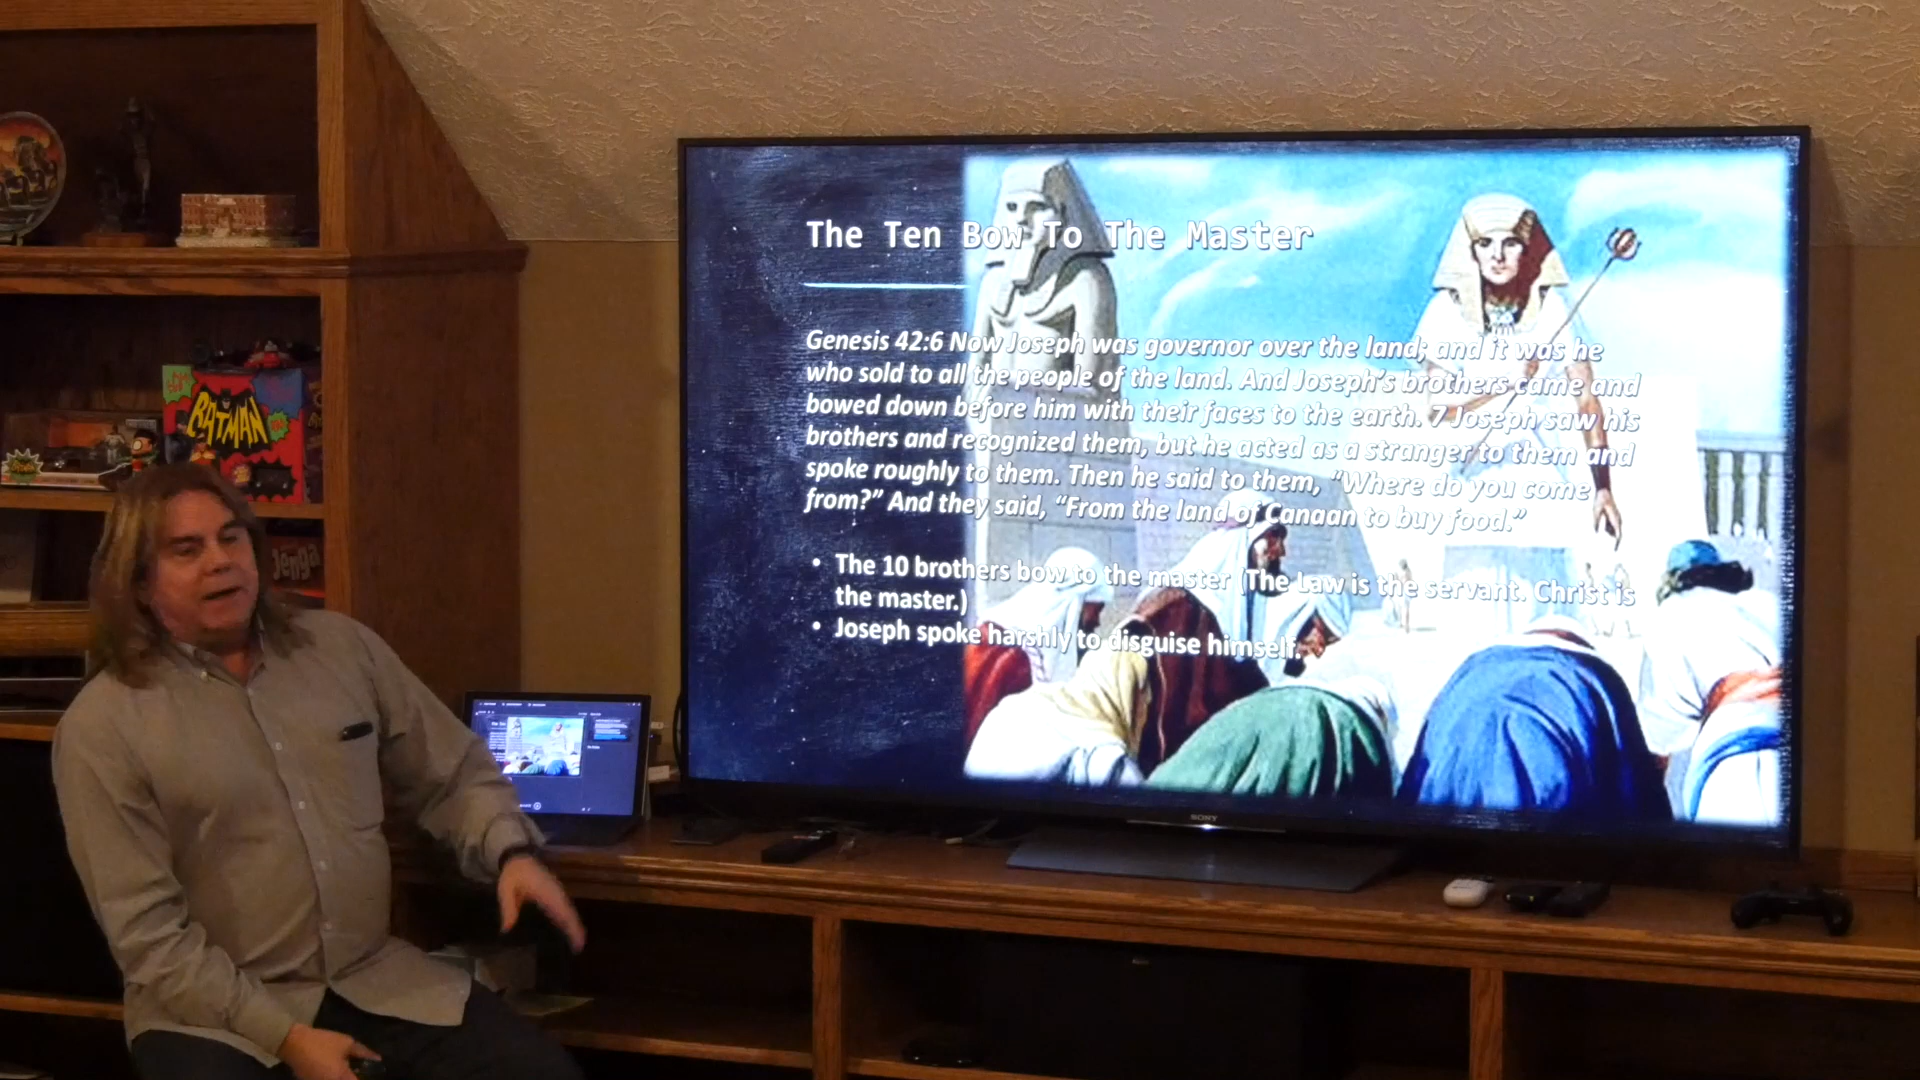 The Ten Bow To The Master
Genesis 42:6 Now Joseph was governor over the land; and it was he
who sold to all the people of the land. And Joseph's brothers came and
bowed down before him with their faces to the earth. 7 Joseph saw his
brothers and recognized them, but he acted as a stranger to them and
spoke roughly to them. Then he said to them, “Where do you come
from?” And they said, “From the land of Canaan to buy food.”
• The 10 brothers bow to the master (The Law is the servant. Christ is
the master.)
• Joseph spoke harshly to disguise himself.
BATMAN
Jenga
SONY